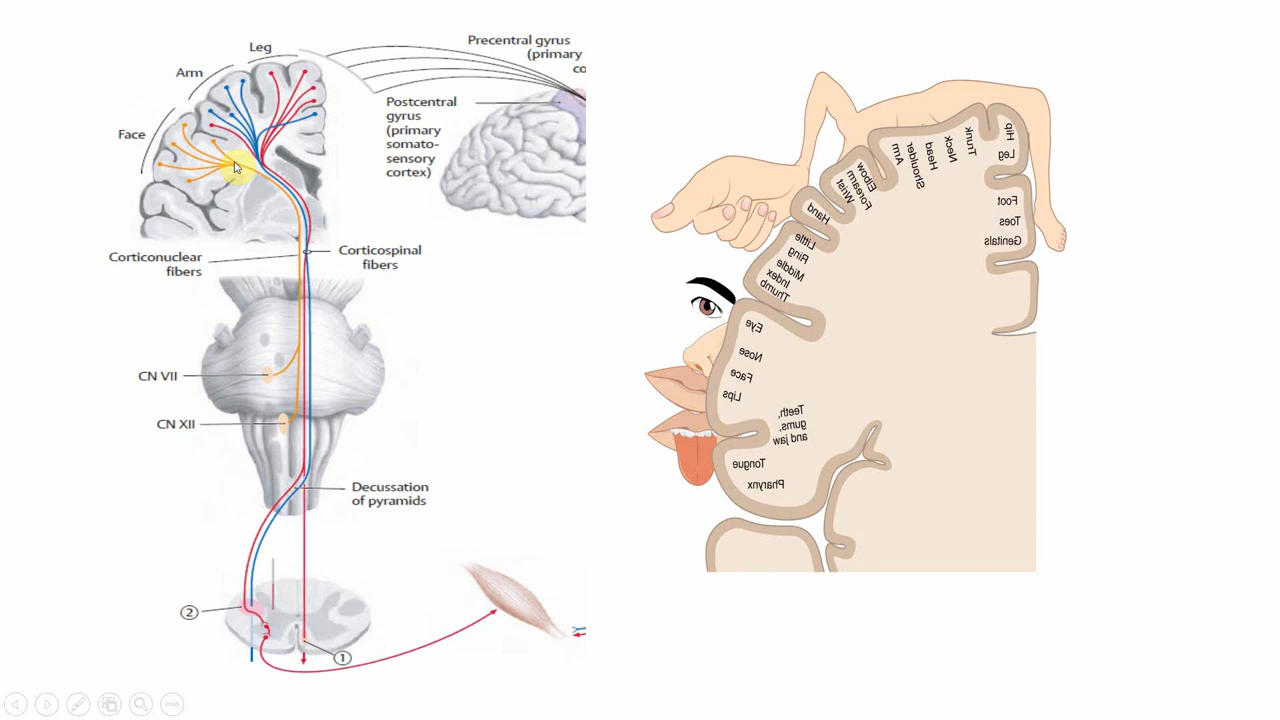 Leg
Arm
Face
Precentral gyrus
(primary
co
Postcentral
gyrus
(primary
somato-
sensory
cortex)
Corticonuclear
fibers
Corticospinal
fibers
CN VII
CN XII
Decussation
of pyramids
2
1
Hip
Leg
Trunk
Neck
Head
Shoulder
Arm
Elbow
Forearm
Wrist
Hand
Little
Ring
Middle
Index
Thumb
Foot
Toes
Genitals
Eye
Nose
Face
Lips
Teeth,
gums,
and jaw
Tongue
Pharynx